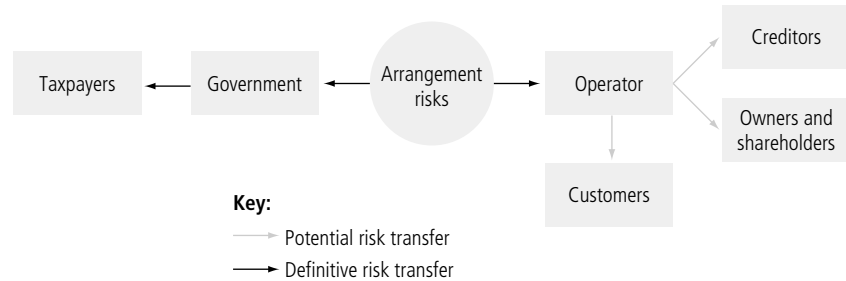 Creditors
Taxpayers
Government
Arrangement
risks
Operator
Owners and
shareholders
Customers
Key:
Potential risk transfer
Definitive risk transfer